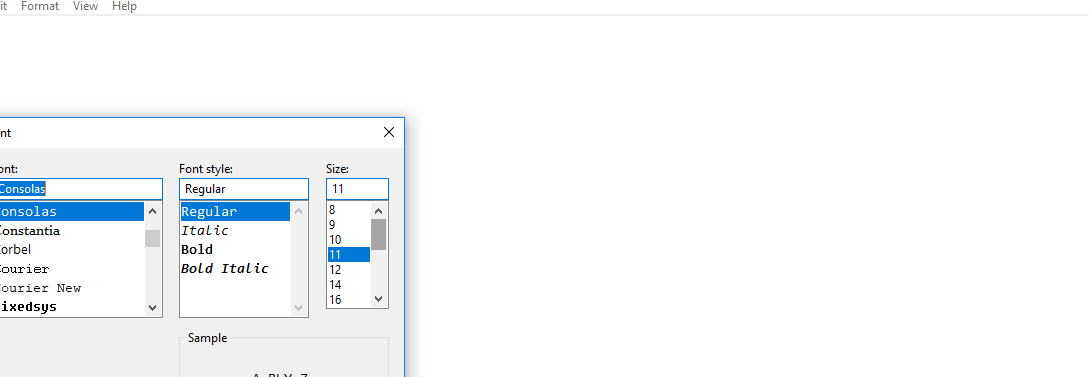 it Format View Help
nt
ont: Font style: Size:
Consolas Regular 11
onsolas Regular 8
onstantia Italic 9
orbel Bold 10
ourier Bold Italic 11
ourier New 12
ixedsys 14
16
Sample